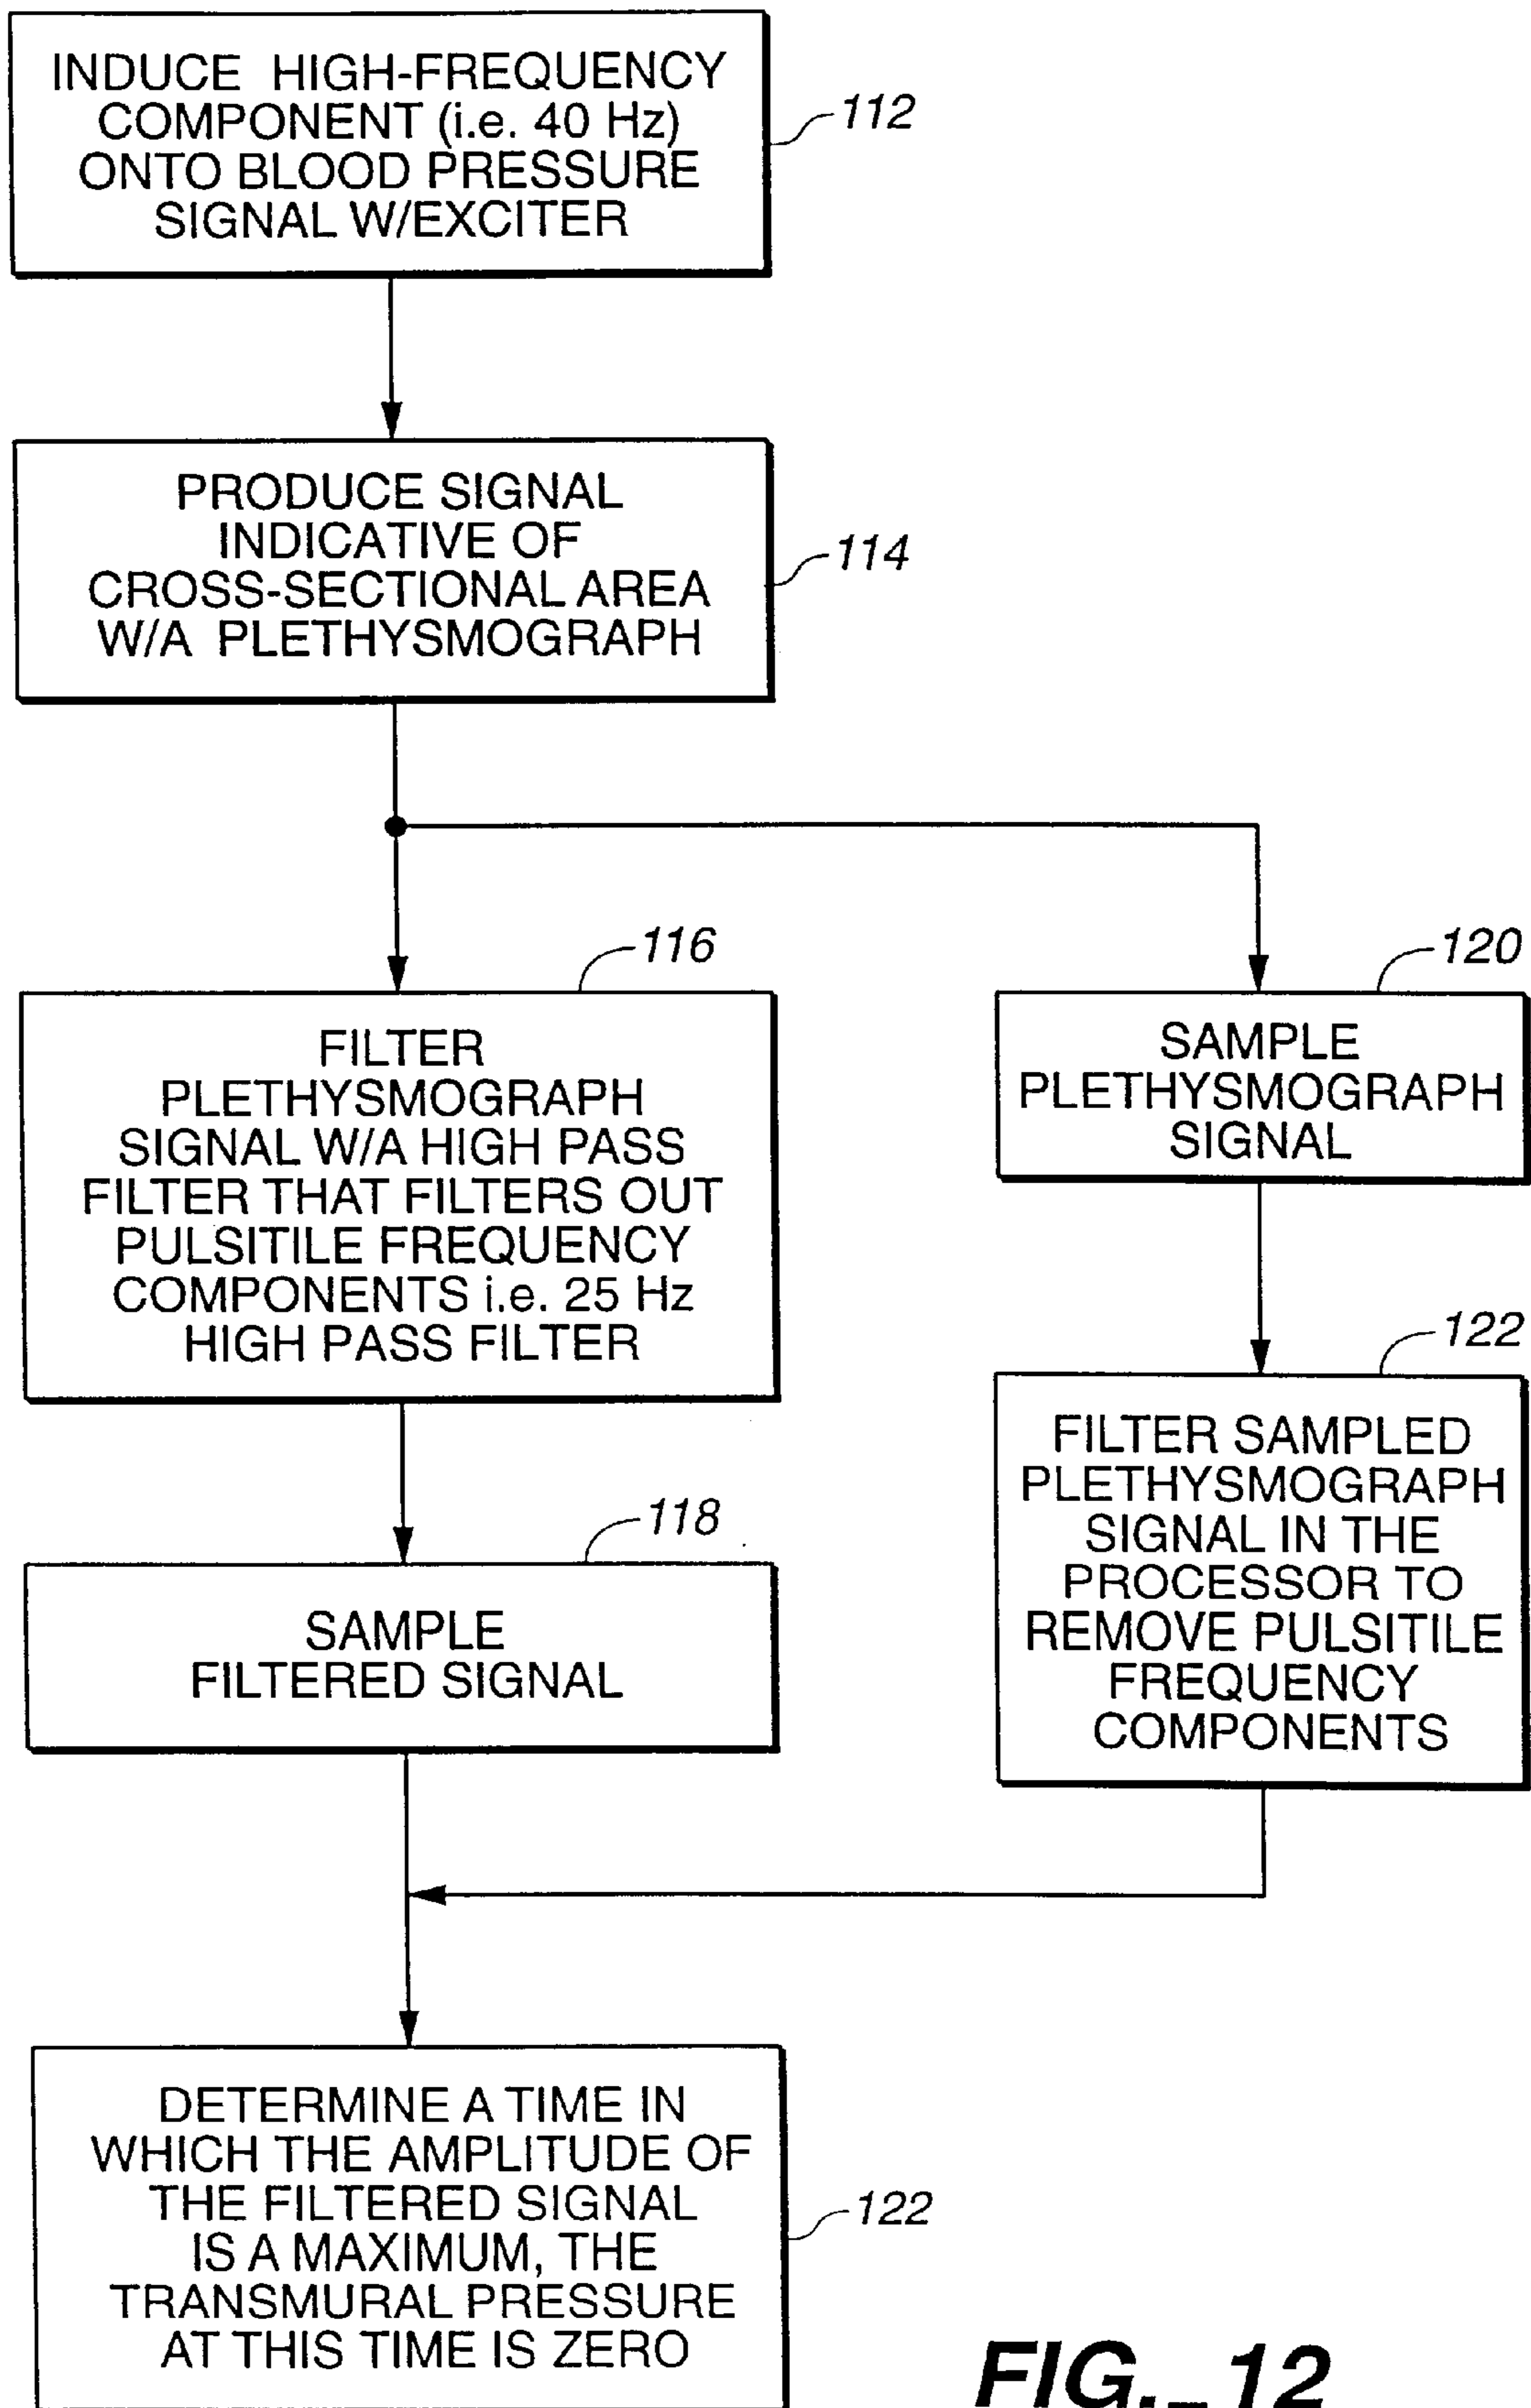 INDUCE HIGH-FREQUENCY
COMPONENT (i.e. 40 Hz)
ONTO BLOOD PRESSURE
SIGNAL W/EXCITER
112
PRODUCE SIGNAL
INDICATIVE OF
CROSS-SECTIONAL AREA
W/A PLETHYSMOGRAPH
114
116
FILTER
PLETHYSMOGRAPH
SIGNAL W/A HIGH PASS
FILTER THAT FILTERS OUT
PULSITILE FREQUENCY
COMPONENTS i.e. 25 Hz
HIGH PASS FILTER
120
SAMPLE
PLETHYSMOGRAPH
SIGNAL
122
FILTER SAMPLED
PLETHYSMOGRAPH
SIGNAL IN THE
PROCESSOR TO
REMOVE PULSITILE
FREQUENCY
COMPONENTS
118
SAMPLE
FILTERED SIGNAL
DETERMINE A TIME IN
WHICH THE AMPLITUDE OF
THE FILTERED SIGNAL
IS A MAXIMUM, THE
TRANSMURAL PRESSURE
AT THIS TIME IS ZERO
122
FIG._ 12